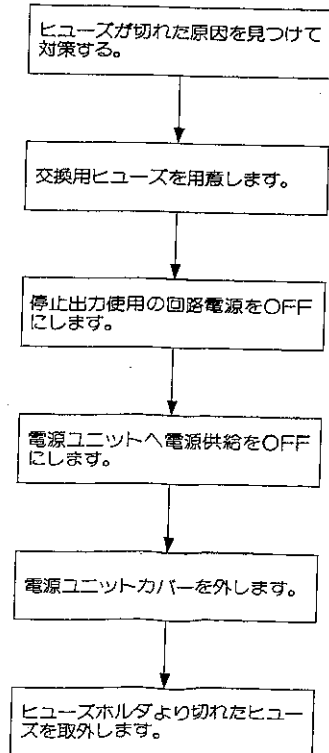 ヒューズが切れた原因を見つけて
対策する。
交換用ヒューズを用意します。
停止出力使用の回路電源をOFF
にします。
電源ユニットへ電源供給をOFF
にします。
電源ユニットカバーを外します。
ヒューズホルダより切れたヒュー
ズを取外します。